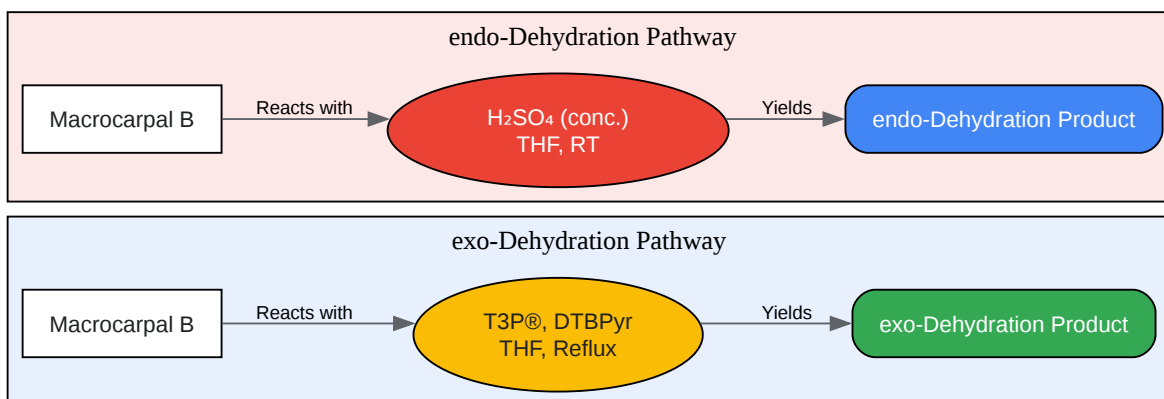 endo-Dehydration Pathway
Macrocarpal B
Reacts with
H₂SO₄ (conc.)
THF, RT
Yields
endo-Dehydration Product
exo-Dehydration Pathway
Macrocarpal B
Reacts with
T3P®, DTBPyr
THF, Reflux
Yields
exo-Dehydration Product